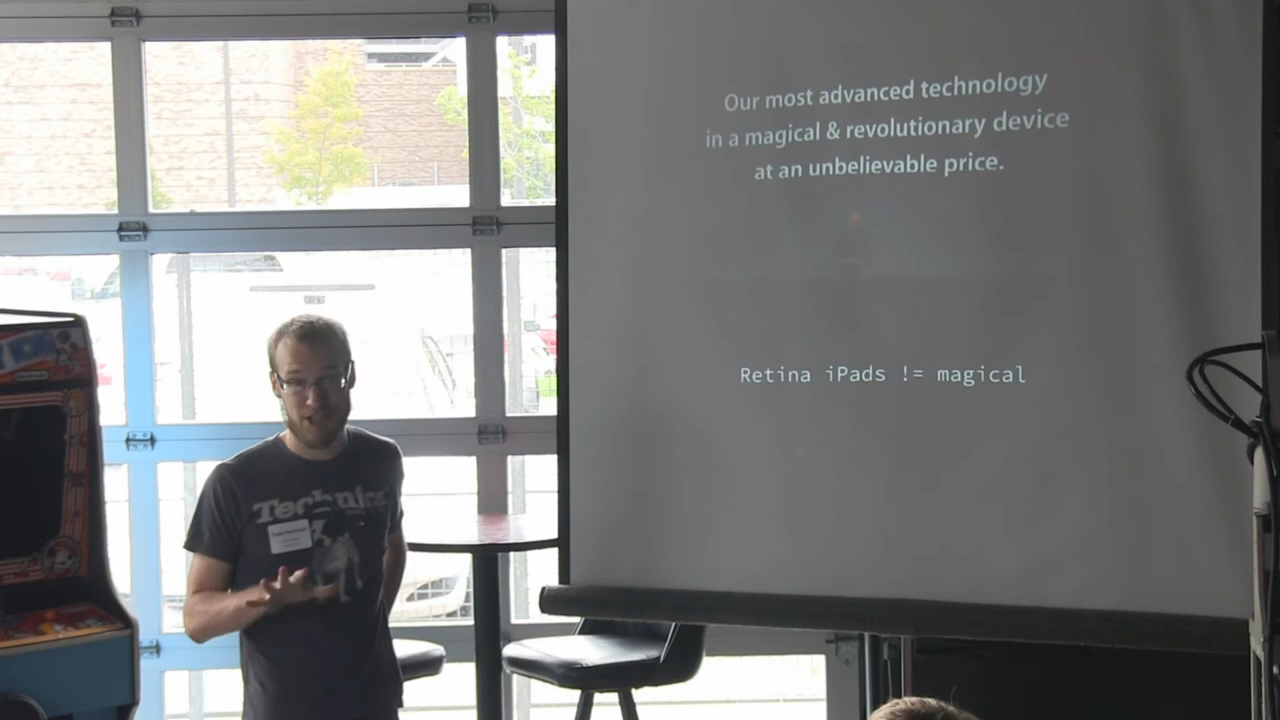 Our most advanced technology
in a magical & revolutionary device
at an unbelievable price.
Retina iPads != magical
Technics